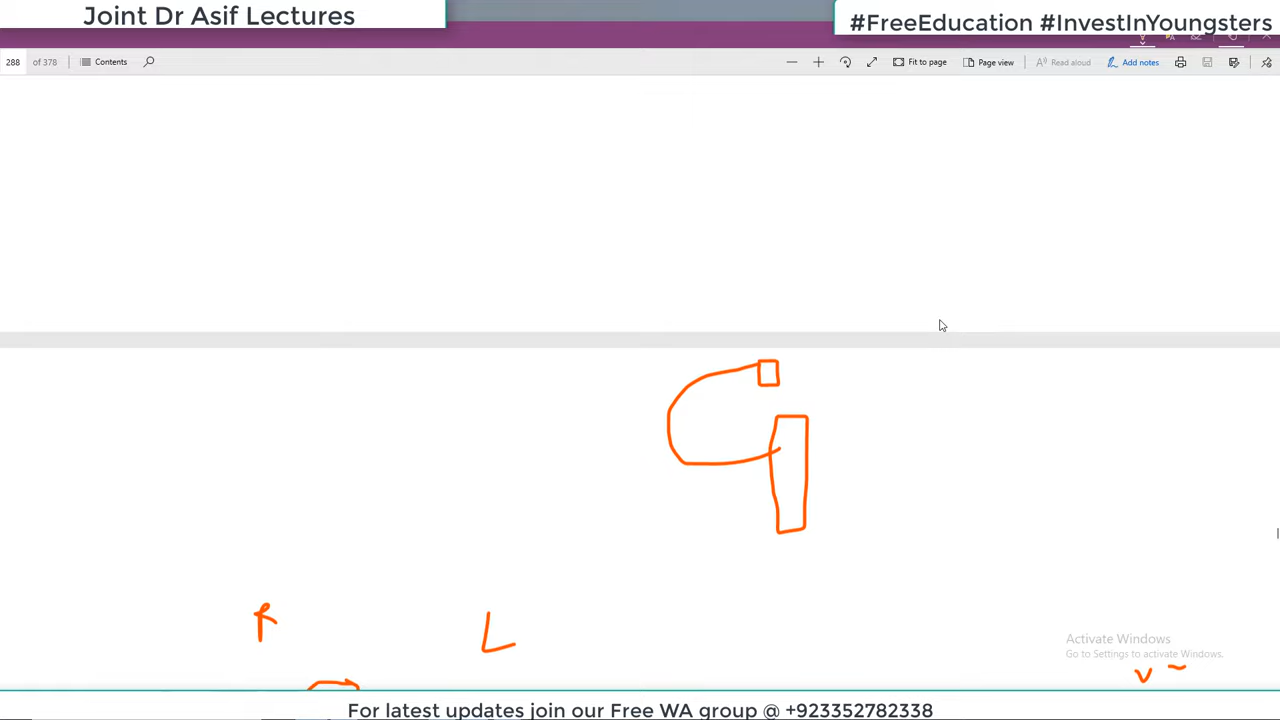 Joint Dr Asif Lectures
#FreeEducation #InvestInYoungsters
288 of 378 Contents Fit to page Page view Read aloud Add notes
R L
Activate Windows
Go to Settings to activate Windows.
For latest updates join our Free WA group @ +923352782338